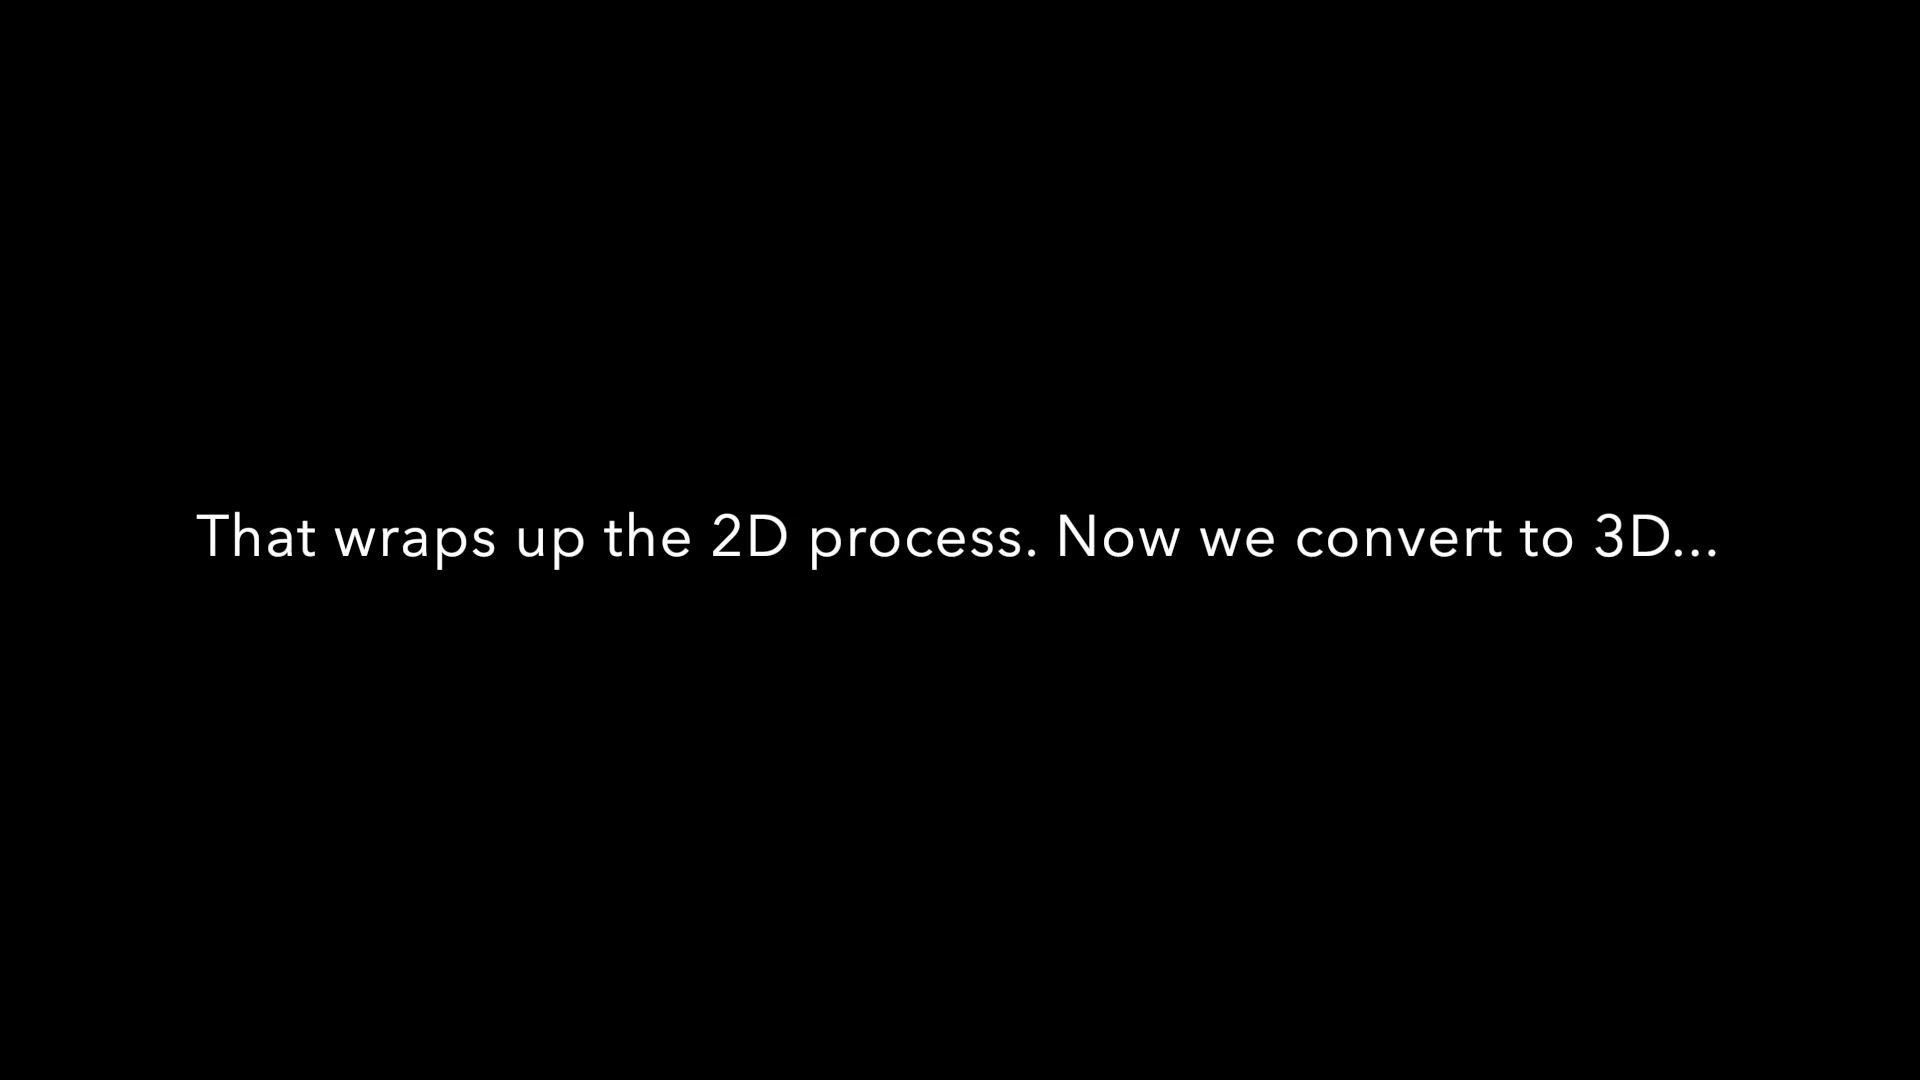 That wraps up the 2D process. Now we convert to 3D...